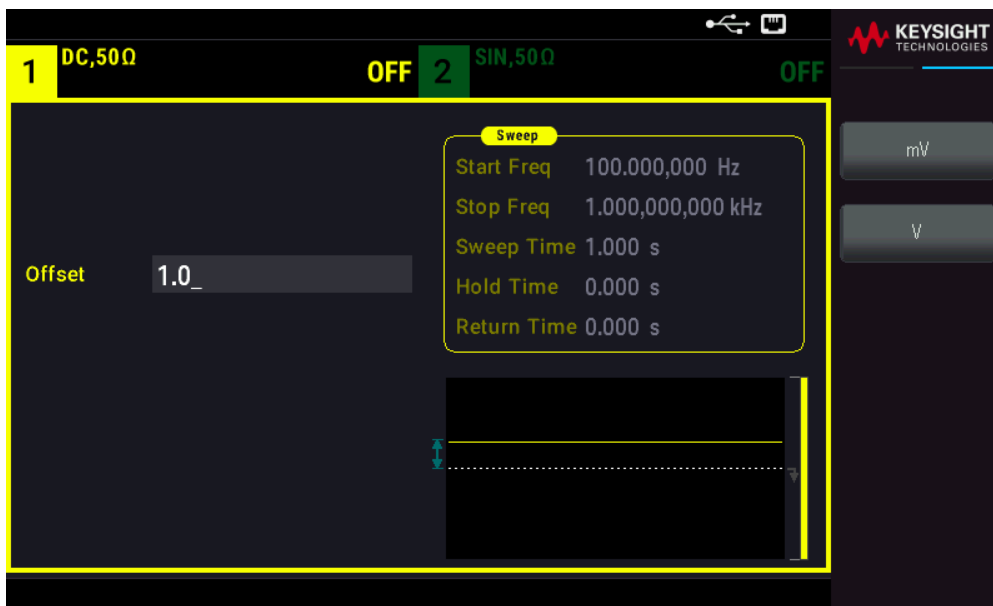 KEYSIGHT
TECHNOLOGIES
1 DC,50Ω OFF 2 SIN,50Ω OFF
Sweep
Start Freq 100.000,000 Hz
Stop Freq 1.000,000,000 kHz
Sweep Time 1.000 s
Offset 1.0_
Hold Time 0.000 s
Return Time 0.000 s
mV
V